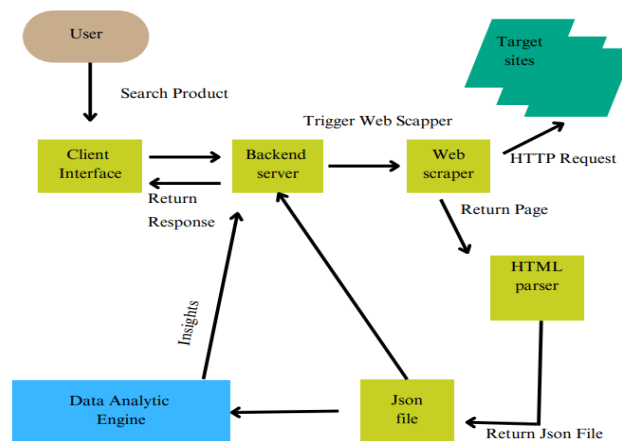 User
Target
sites
Search Product
Trigger Web Scapper
Client
Interface
Backend
server
Web
scraper
HTTP Request
Return
Response
Return Page
HTML
parser
Insights
Data Analytic
Engine
Json
file
Return Json File